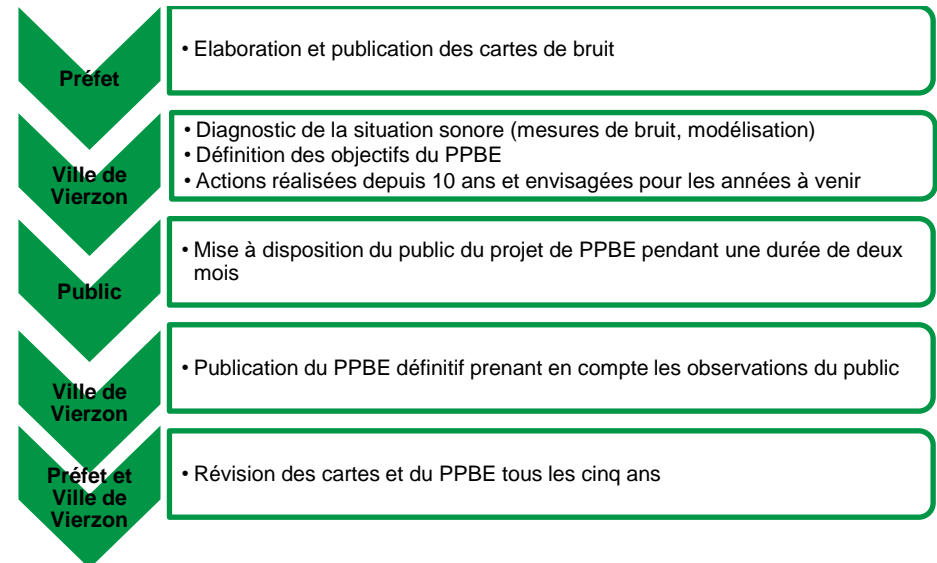 Préfet
• Elaboration et publication des cartes de bruit
Ville de
Vierzon
• Diagnostic de la situation sonore (mesures de bruit, modélisation)
• Définition des objectifs du PPBE
• Actions réalisées depuis 10 ans et envisagées pour les années à venir
Public
• Mise à disposition du public du projet de PPBE pendant une durée de deux
mois
Ville de
Vierzon
• Publication du PPBE définitif prenant en compte les observations du public
Préfet et
Ville de
Vierzon
• Révision des cartes et du PPBE tous les cinq ans